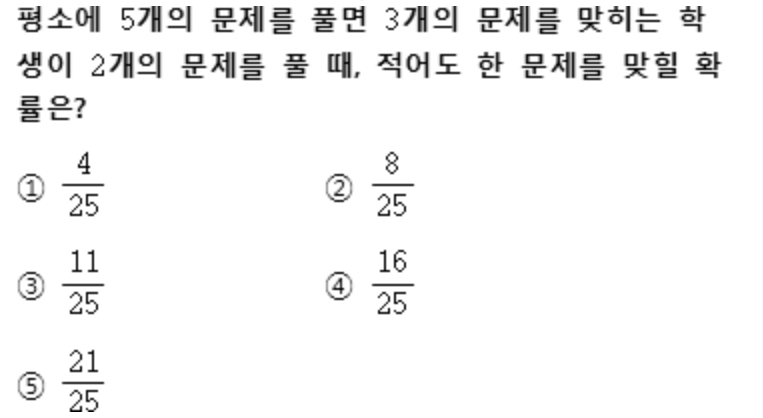 평소에 5개의 문제를 풀면 3개의 문제를 맞히는 학
생이 2개의 문제를 풀 때, 적어도 한 문제를 맞힐 확
률은?
① 4/25 ② 8/25
③ 11/25 ④ 16/25
⑤ 21/25